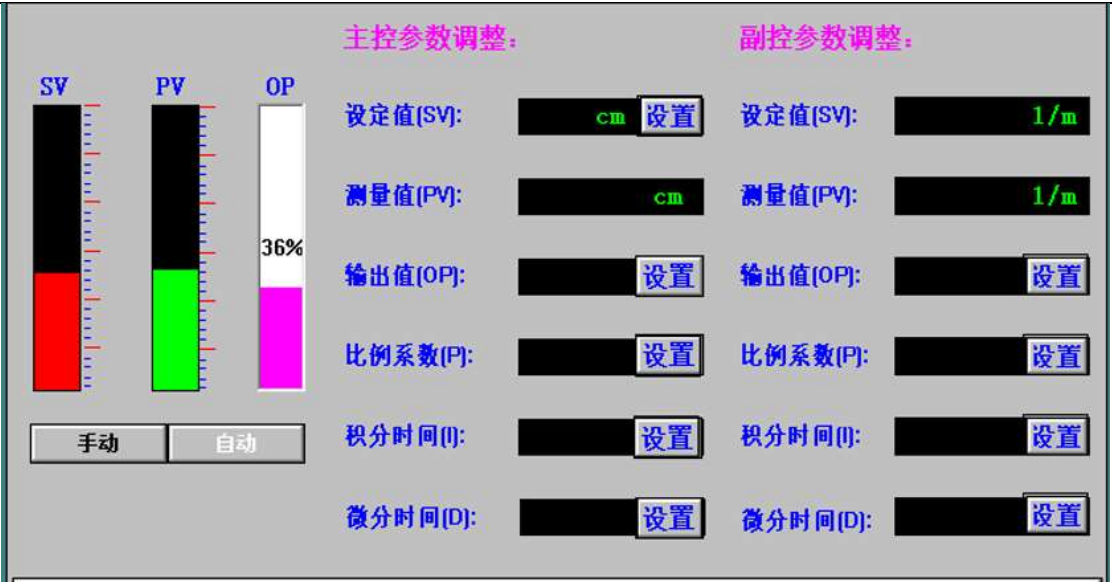 主控参数调整：
副控参数调整：
SV PV OP
设定值(SV): cm 设置
设定值(SV): 1/m
测量值(PV): cm
测量值(PV): 1/m
36%
输出值(OP): 设置
输出值(OP): 设置
比例系数(P): 设置
比例系数(P): 设置
手动 自动
积分时间(I): 设置
积分时间(I): 设置
微分时间(D): 设置
微分时间(D): 设置